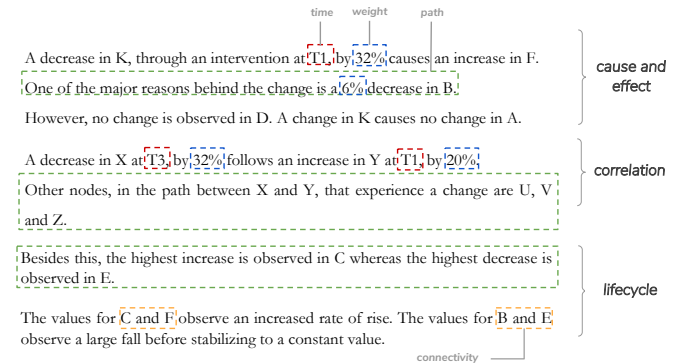 time
weight
path
A decrease in K, through an intervention at T1, by 32% causes an increase in F.
One of the major reasons behind the change is a 6% decrease in B.
However, no change is observed in D. A change in K causes no change in A.
cause and
effect
A decrease in X at T3, by 32% follows an increase in Y at T1, by 20%
Other nodes, in the path between X and Y, that experience a change are U, V
and Z.
correlation
Besides this, the highest increase is observed in C whereas the highest decrease is
observed in E.
The values for C and F observe an increased rate of rise. The values for B and E
observe a large fall before stabilizing to a constant value.
lifecycle
connectivity